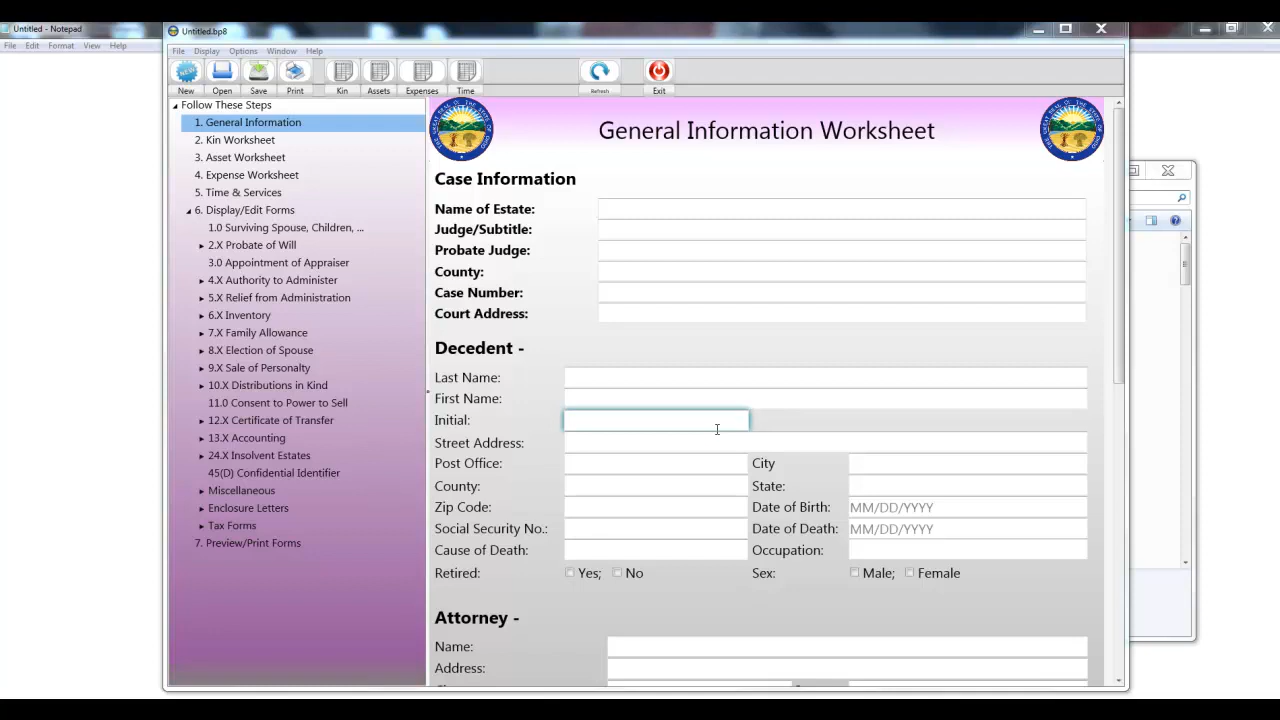 Untitled - Notepad
File Edit Format View Help
Untitled.bp8
File Display Options Window Help
New Open Save Print Kin Assets Expenses Time Refresh Exit
Follow These Steps
1. General Information
2. Kin Worksheet
3. Asset Worksheet
4. Expense Worksheet
5. Time & Services
6. Display/Edit Forms
1.0 Surviving Spouse, Children, ...
2.X Probate of Will
3.0 Appointment of Appraiser
4.X Authority to Administer
5.X Relief from Administration
6.X Inventory
7.X Family Allowance
8.X Election of Spouse
9.X Sale of Personalty
10.X Distributions in Kind
11.0 Consent to Power to Sell
12.X Certificate of Transfer
13.X Accounting
24.X Insolvent Estates
45(D) Confidential Identifier
Miscellaneous
Enclosure Letters
Tax Forms
7. Preview/Print Forms
General Information Worksheet
Case Information
Name of Estate:
Judge/Subtitle:
Probate Judge:
County:
Case Number:
Court Address:
Decedent -
Last Name:
First Name:
Initial:
Street Address:
Post Office: City
County: State:
Zip Code: Date of Birth: MM/DD/YYYY
Social Security No.: Date of Death: MM/DD/YYYY
Cause of Death: Occupation:
Retired: Yes; No Sex: Male; Female
Attorney -
Name:
Address: